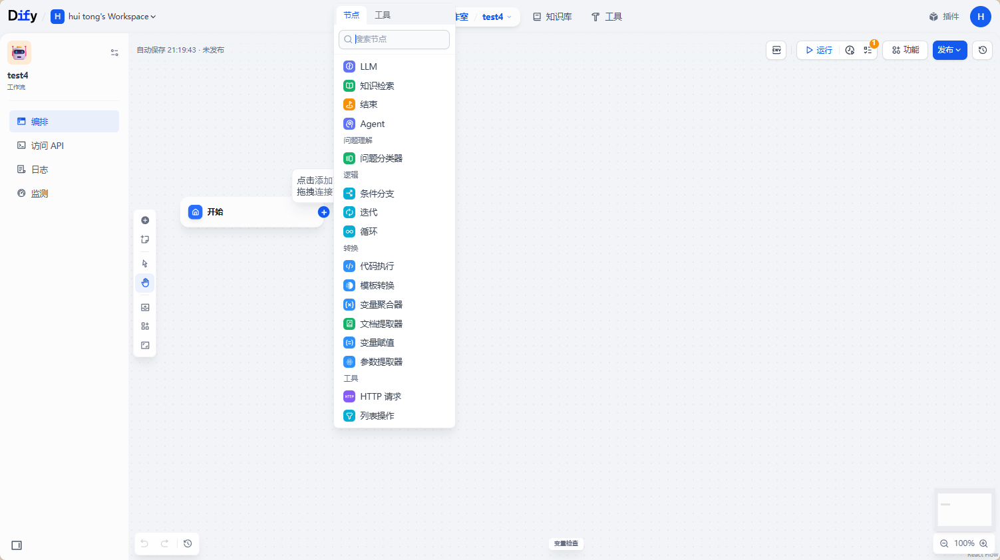 Dify
H
hui tong's Workspace
节点
工具
作室
test4
知识库
工具
插件
H
搜索节点
test4
工作流
自动保存 21:19:43 · 未发布
ENV
运行
1
功能
发布
编排
访问 API
日志
监测
LLM
知识检索
结束
Agent
问题理解
问题分类器
逻辑
条件分支
迭代
循环
转换
代码执行
模板转换
变量聚合器
文档提取器
变量赋值
参数提取器
工具
HTTP 请求
列表操作
点击添加
拖拽连接
开始
变量检查
100%
React Flow